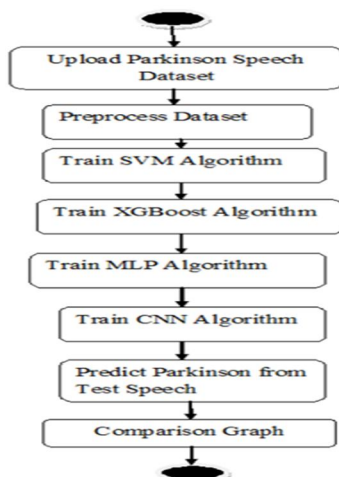 Upload Parkinson Speech
Dataset
Preprocess Dataset
Train SVM Algorithm
Train XGBoost Algorithm
Train MLP Algorithm
Train CNN Algorithm
Predict Parkinson from
Test Speech
Comparison Graph